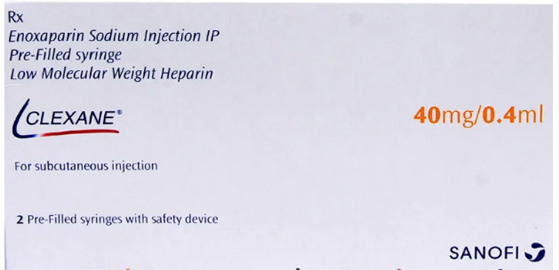 Rx
Enoxaparin Sodium Injection IP
Pre-Filled syringe
Low Molecular Weight Heparin
CLEXANE®
40mg/0.4ml
For subcutaneous injection
2 Pre-Filled syringes with safety device
SANOFI